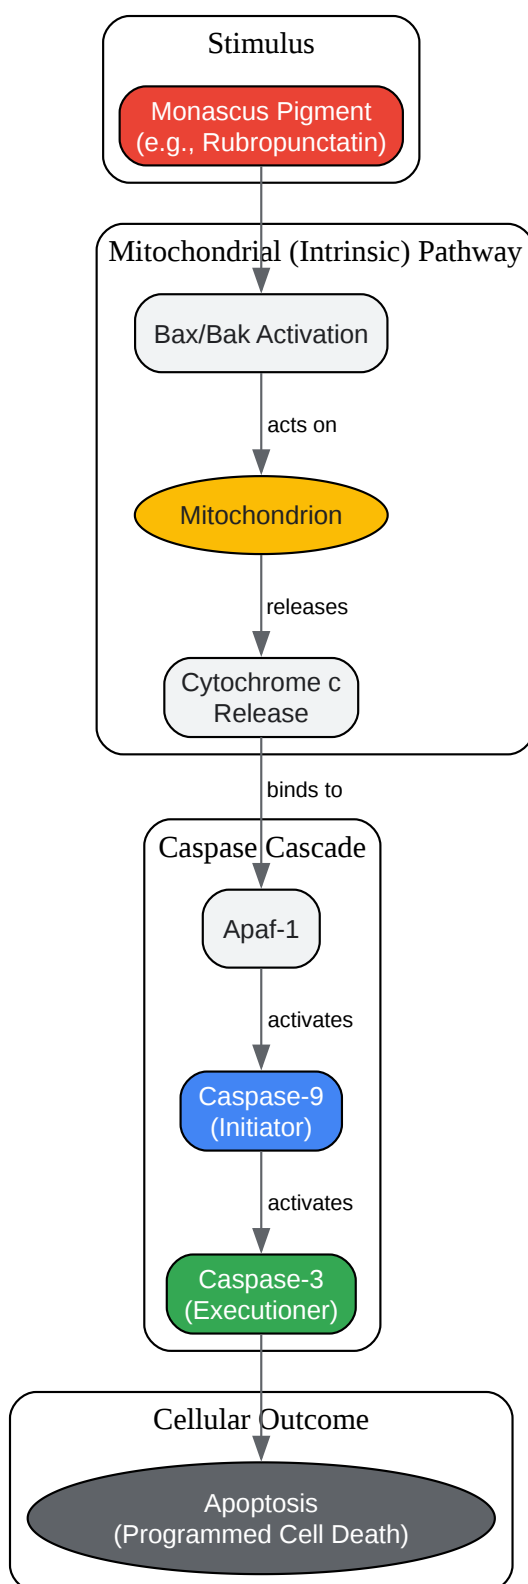 Stimulus
Monascus Pigment
(e.g., Rubropunctatin)
Mitochondrial (Intrinsic) Pathway
Bax/Bak Activation
acts on
Mitochondrion
releases
Cytochrome c
Release
binds to
Caspase Cascade
Apaf-1
activates
Caspase-9
(Initiator)
activates
Caspase-3
(Executioner)
Cellular Outcome
Apoptosis
(Programmed Cell Death)